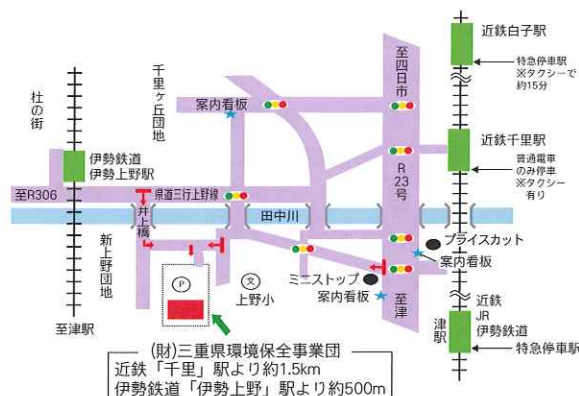 近鉄白子駅
特急停車駅
※タクシーで
約15分
至四日市
千里ヶ丘団地
案内看板
杜の街
伊勢鉄道
伊勢上野駅
近鉄千里駅
普通電車
のみ停車
※タクシー
有り
R23号
至R306
県道三行上野線
田中川
井上橋
新上野団地
プライスカット
案内看板
P
文
上野小
ミニストップ
案内看板
至津
至津駅
近鉄
JR
伊勢鉄道
津駅
特急停車駅
(財)三重県環境保全事業団
近鉄「千里」駅より約1.5km
伊勢鉄道「伊勢上野」駅より約500m